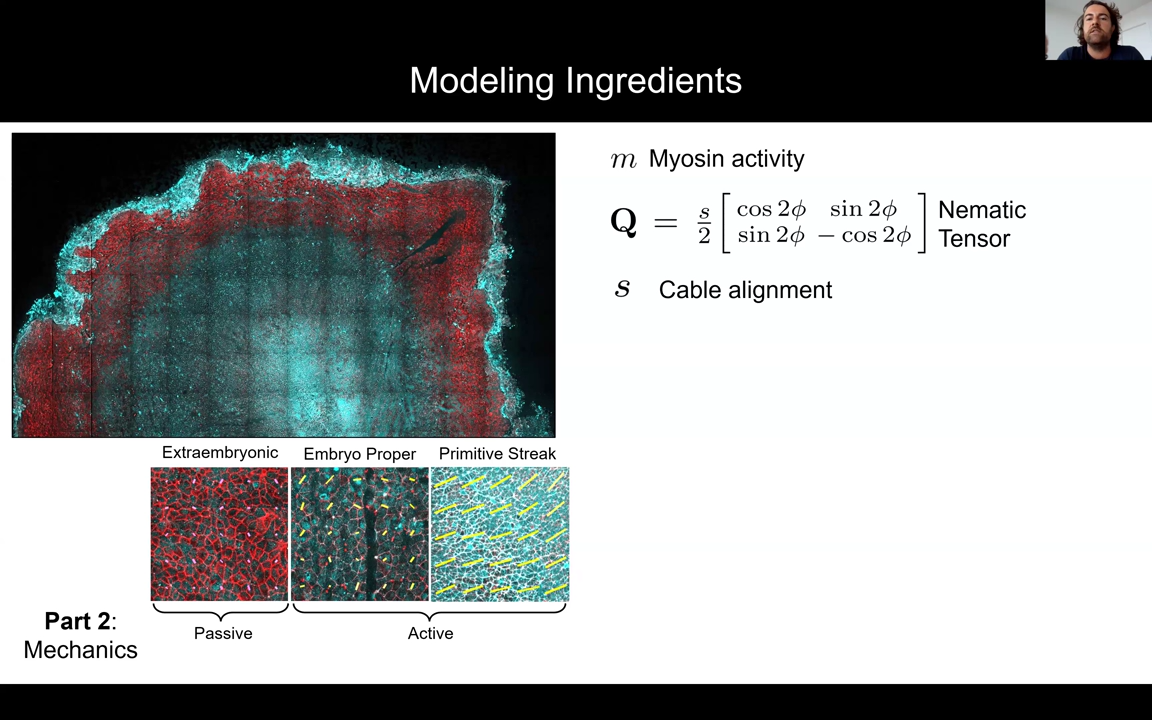 Modeling Ingredients
m Myosin activity
Q = s/2 [ cos 2ϕ sin 2ϕ
sin 2ϕ − cos 2ϕ ]
Nematic
Tensor
s Cable alignment
Extraembryonic Embryo Proper Primitive Streak
Passive Active
Part 2:
Mechanics